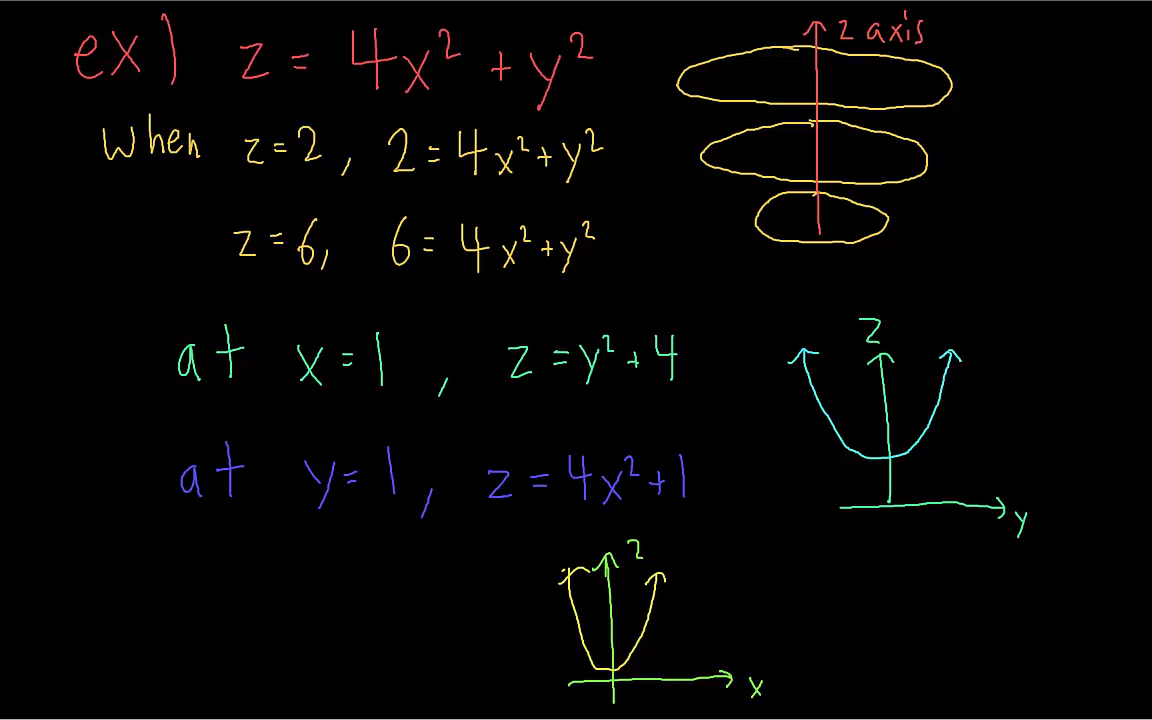 ex) z = 4x² + y²
z axis
when z=2, 2=4x²+y²
z=6, 6=4x²+y²
at x=1, z=y²+4
z
y
at y=1, z=4x²+1
z
x